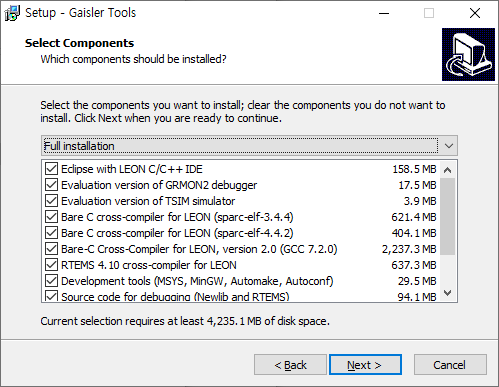 Setup - Gaisler Tools
Select Components
Which components should be installed?
Select the components you want to install; clear the components you do not want to
install. Click Next when you are ready to continue.
Full installation
Eclipse with LEON C/C++ IDE 158.5 MB
Evaluation version of GRMON2 debugger 17.5 MB
Evaluation version of TSIM simulator 3.9 MB
Bare C cross-compiler for LEON (sparc-elf-3.4.4) 621.4 MB
Bare C cross-compiler for LEON (sparc-elf-4.4.2) 404.1 MB
Bare-C Cross-Compiler for LEON, version 2.0 (GCC 7.2.0) 2,237.3 MB
RTEMS 4.10 cross-compiler for LEON 637.3 MB
Development tools (MSYS, MinGW, Automake, Autoconf) 29.5 MB
Source code for debugging (Newlib and RTEMS) 94.1 MB
Current selection requires at least 4,235.1 MB of disk space.
< Back Next > Cancel